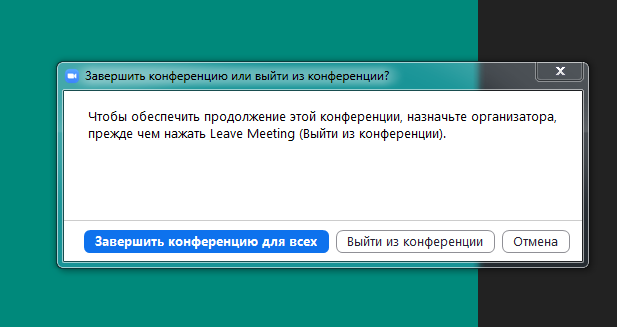 Завершить конференцию или выйти из конференции?
Чтобы обеспечить продолжение этой конференции, назначьте организатора,
прежде чем нажать Leave Meeting (Выйти из конференции).
Завершить конференцию для всех
Выйти из конференции
Отмена